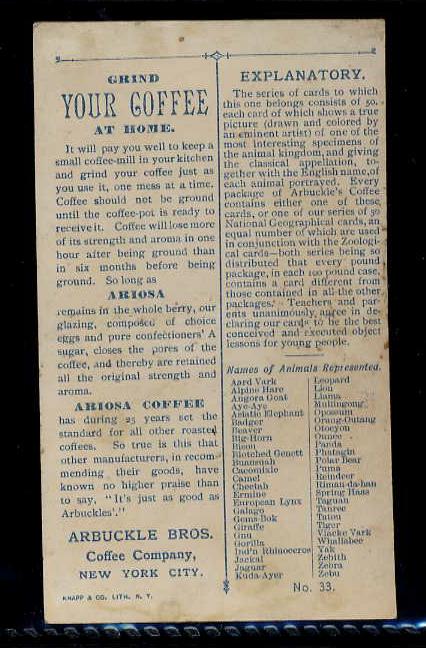 GRIND
YOUR COFFEE
AT HOME.
It will pay you well to keep a
small coffee-mill in your kitchen
and grind your coffee just as
you use it, one mess at a time.
Coffee should not be ground
until the coffee-pot is ready to
receive it. Coffee will lose more
of its strength and aroma in one
hour after being ground than
in six months before being
ground. So long as
ARIOSA
remains in the whole berry, our
glazing, composed of choice
eggs and pure confectioners' A
sugar, closes the pores of the
coffee, and thereby are retained
all the original strength and
aroma.
ARIOSA COFFEE
has during 25 years set the
standard for all other roasted
coffees. So true is this that
other manufacturers, in recom-
mending their goods, have
known no higher praise than
to say, "It's just as good as
Arbuckles'."
ARBUCKLE BROS.
Coffee Company,
NEW YORK CITY.
KNAPP & CO. LITH. N. Y.
EXPLANATORY.
The series of cards to which
this one belongs consists of 50,
each card of which shows a true
picture (drawn and colored by
an eminent artist) of one of the
most interesting specimens of
the animal kingdom, and giving
the classical appellation, to-
gether with the English name, of
each animal portrayed. Every
package of Arbuckle's Coffee
contains either one of these
cards, or one of our series of 50
National Geographical cards, an
equal number of which are used
in conjunction with the Zoologi-
cal cards—both series being so
distributed that every pound
package, in each 100 pound case,
contains a card different from
those contained in all the other
packages. Teachers and par-
ents unanimously agree in de-
claring our cards to be the best
conceived and executed object
lessons for young people.
Names of Animals Represented.
Aard Vark
Alpine Hare
Angora Goat
Aye-Aye
Asiatic Elephant
Badger
Beaver
Big-Horn
Bison
Blotched Genett
Buansuah
Cacomixle
Camel
Cheetah
Ermine
European Lynx
Galago
Gems-Bok
Giraffe
Gnu
Gorilla
Ind'n Rhinoceros
Jackal
Jaguar
Kuda-Ayer
Leopard
Lion
Llama
Mullingong
Opossum
Orang-Outang
Otocyon
Ounce
Panda
Phatagin
Polar Bear
Puma
Reindeer
Rimau-da-han
Spring Haas
Taguan
Tanrec
Tatou
Tiger
Vlacke Vark
Whallabee
Yak
Zebith
Zebra
Zebu
No. 33.